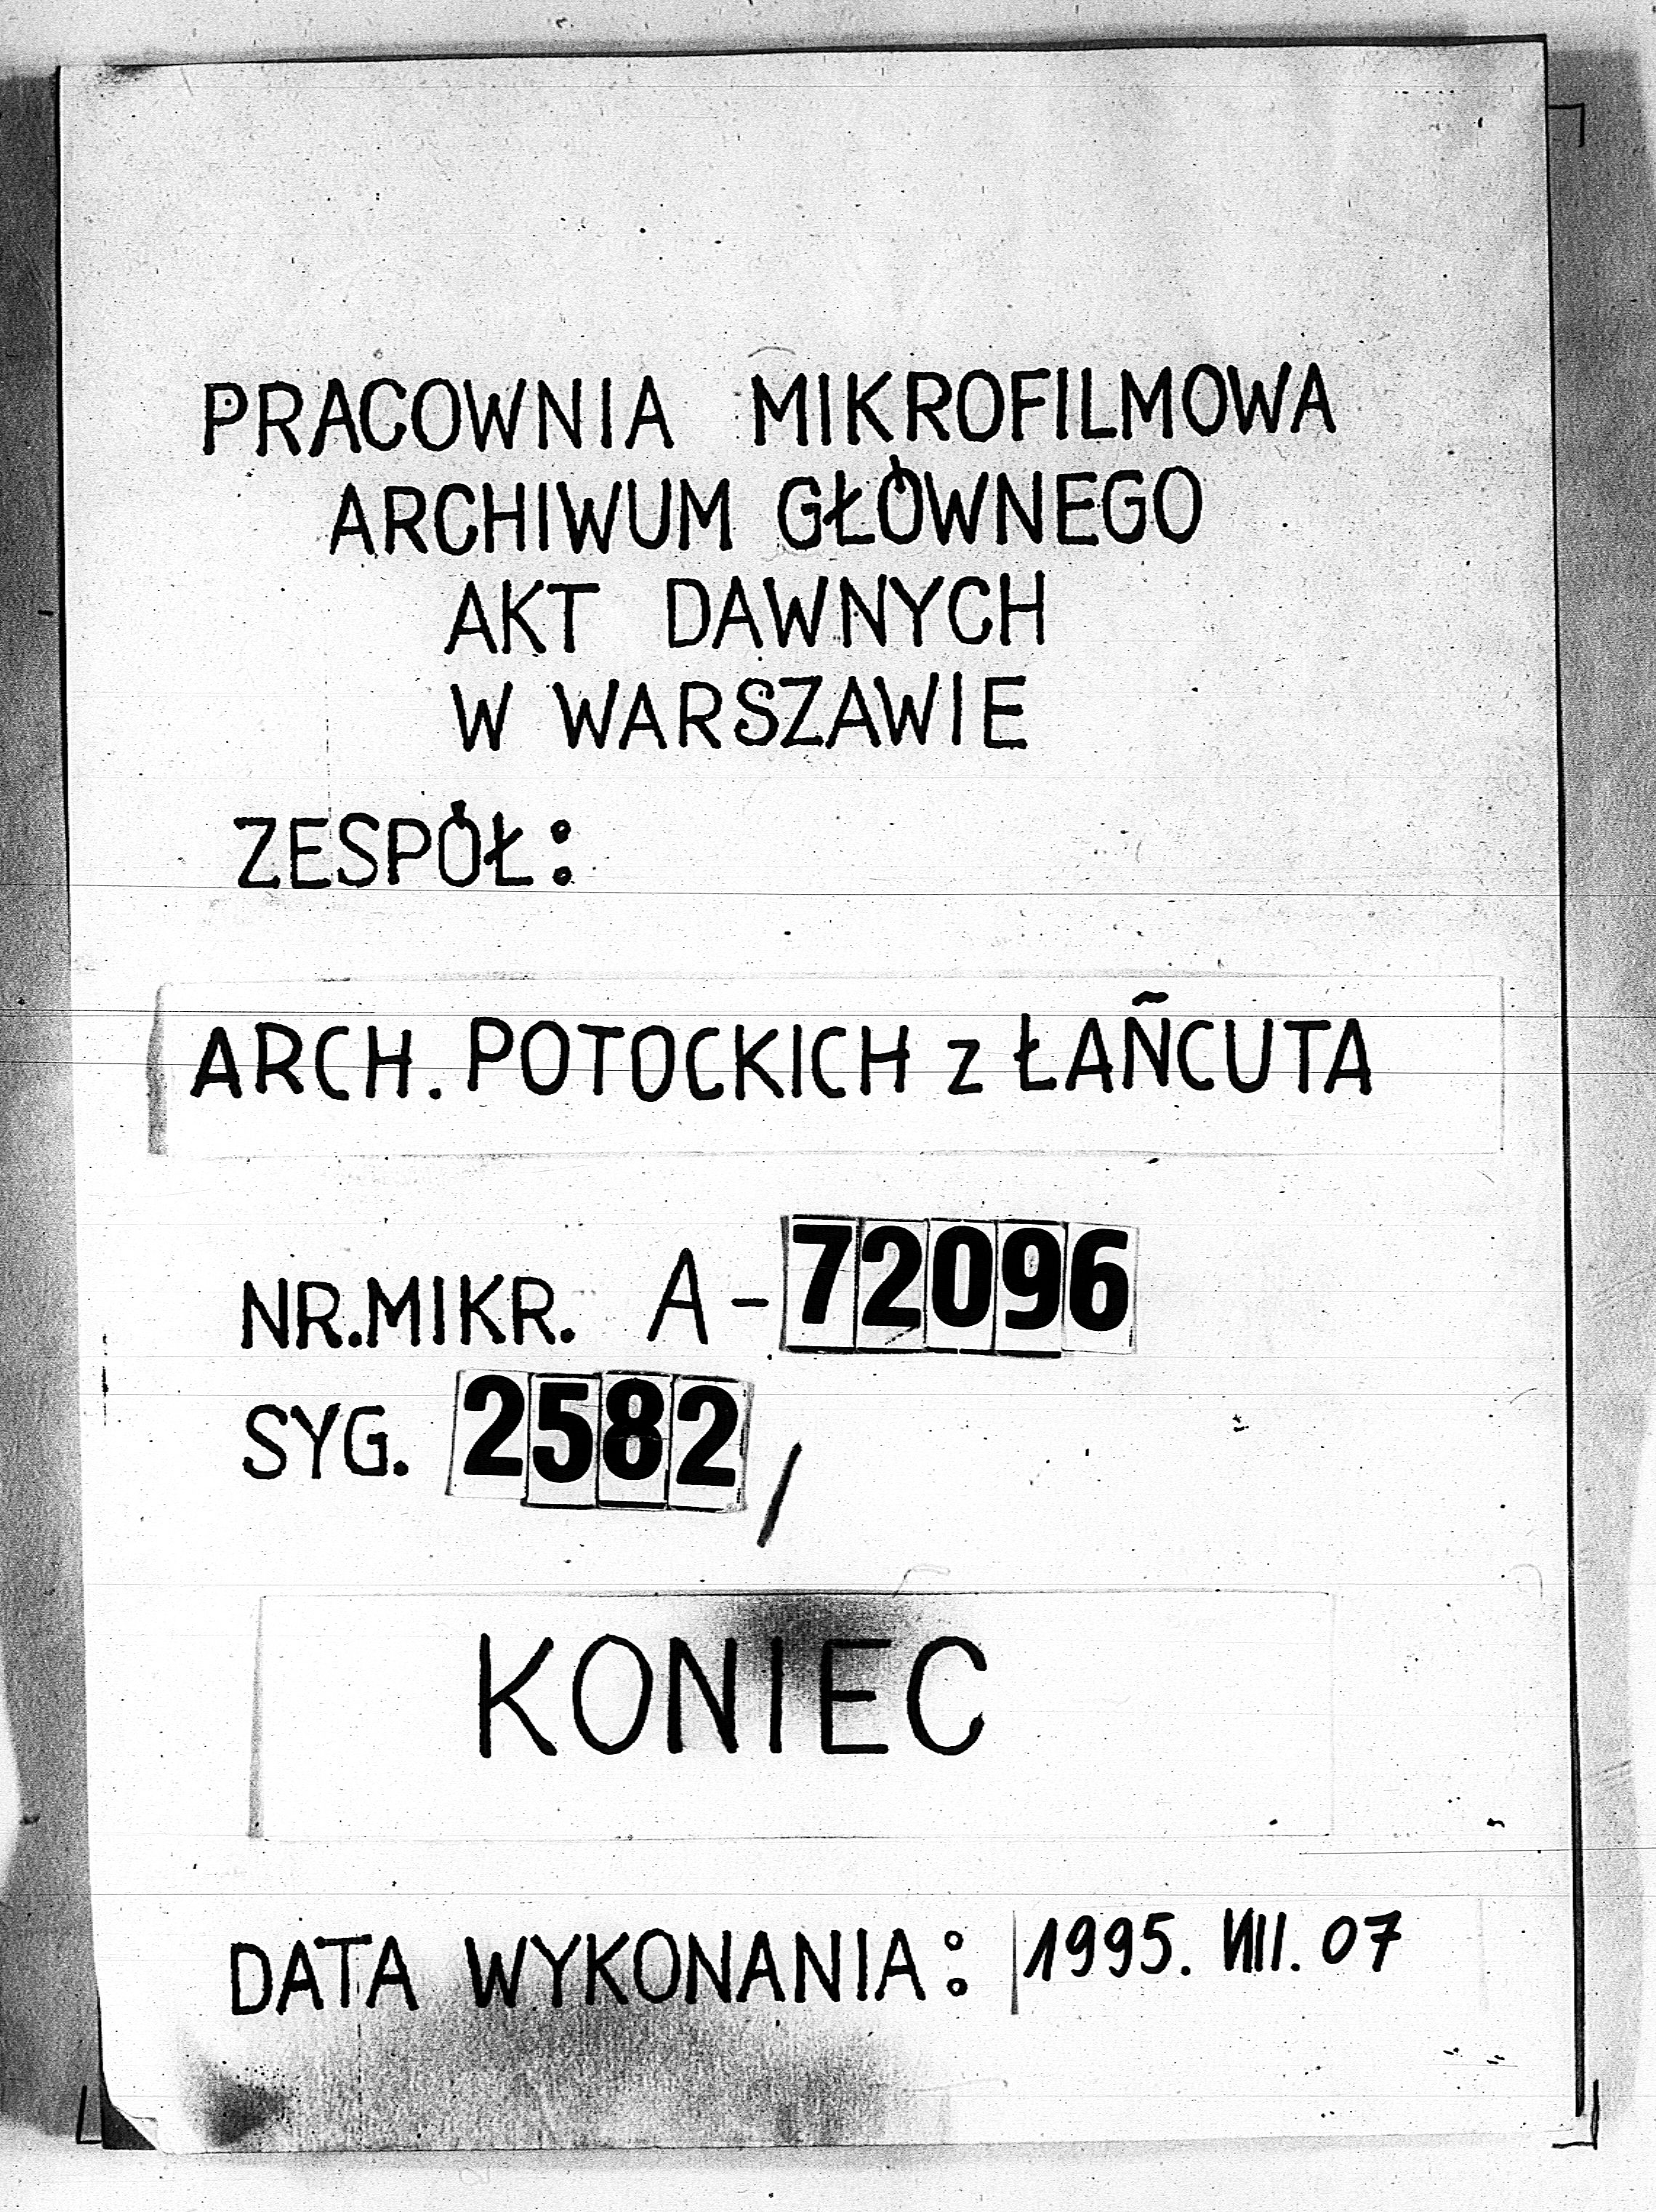 PRACOWNIA MIKROFILMOWA
ARCHIWUM GŁÓWNEGO
AKT DAWNYCH
W WARSZAWIE
ZESPÓŁ:
ARCH. POTOCKICH z ŁAŃCUTA
NR.MIKR. A-72096
SYG. 2582/
KONIEC
DATA WYKONANIA: 1995. VIII. 07